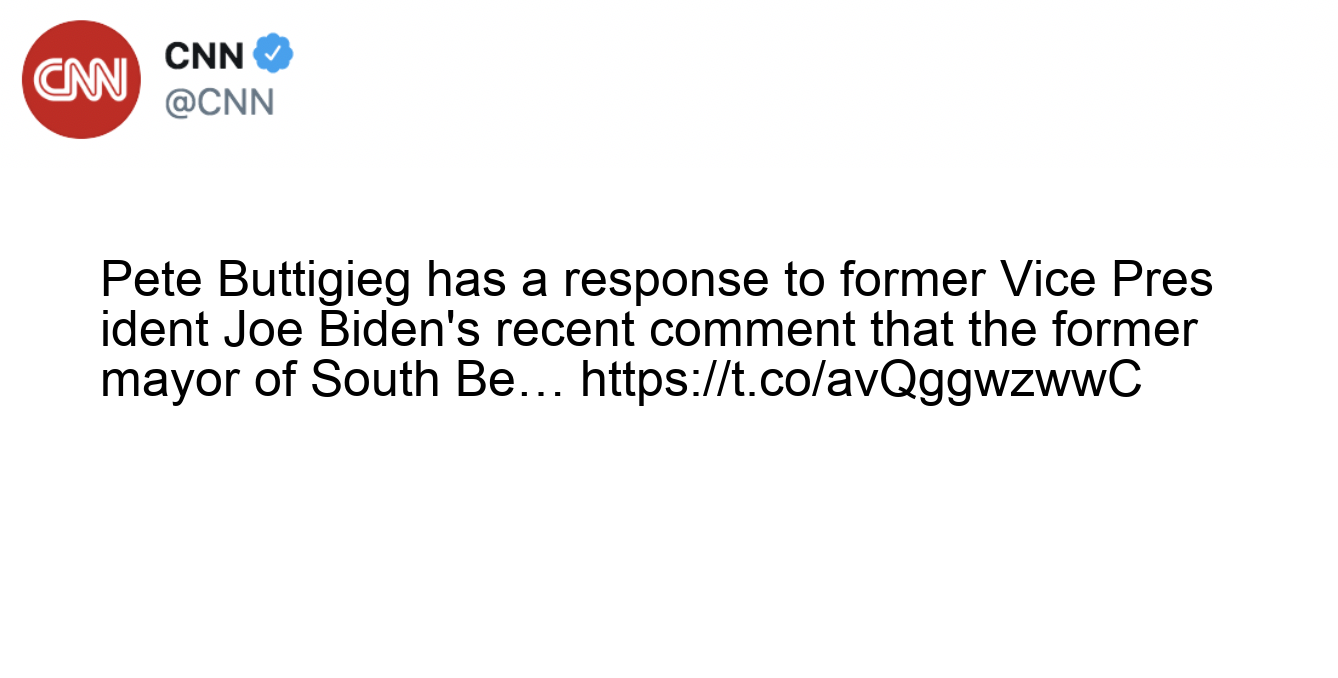 CNN
CNN
@CNN
Pete Buttigieg has a response to former Vice Pres
ident Joe Biden's recent comment that the former
mayor of South Be… https://t.co/avQggwzwwC